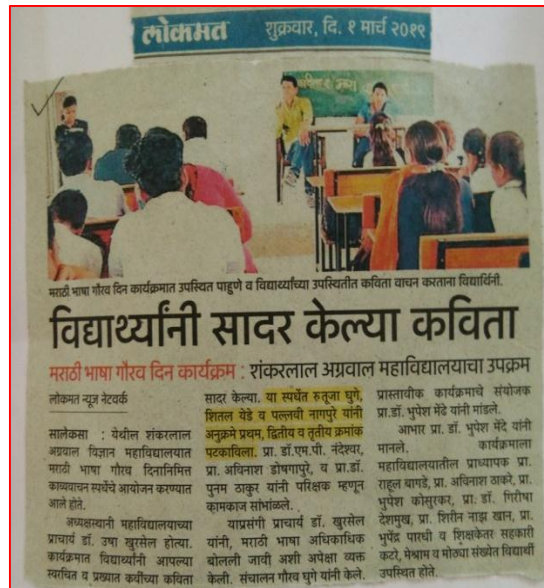 लोकमत
शुक्रवार, दि. १ मार्च २०१९
मराठी भाषा गौरव दिन कार्यक्रमात उपस्थित पाहुणे व विद्यार्थ्यांच्या उपस्थितीत कविता वाचन करताना विद्यार्थिनी.
विद्यार्थ्यांनी सादर केल्या कविता
मराठी भाषा गौरव दिन कार्यक्रम : शंकरलाल अग्रवाल महाविद्यालयाचा उपक्रम
लोकमत न्यूज नेटवर्क
सालेकसा : येथील शंकरलाल
अग्रवाल विज्ञान महाविद्यालयात
मराठी भाषा गौरव दिनानिमित्त
काव्यवाचन स्पर्धेचे आयोजन करण्यात
आले होते.
अध्यक्षस्थानी महाविद्यालयाच्या
प्राचार्य डॉ. उषा खुरसेल होत्या.
कार्यक्रमात विद्यार्थ्यांनी आपल्या
स्वरचित व प्रख्यात कवींच्या कविता
सादर केल्या. या स्पर्धेत रुतूजा घुगे,
शितल येडे व पल्लवी नागपुरे यांनी
अनुक्रमे प्रथम, द्वितीय व तृतीय क्रमांक
पटकाविला. प्रा.डॉ.एम.पी. नंदेश्वर,
प्रा. अविनाश डोषगापुरे, व प्रा.डॉ.
पुनम ठाकुर यांनी परिक्षक म्हणून
कामकाज सांभाळले.
याप्रसंगी प्राचार्य डॉ. खुरसेल
यांनी, मराठी भाषा अधिकाधिक
बोलली जावी अशी अपेक्षा व्यक्त
केली. संचालन गौरव घुगे यांनी केले.
प्रास्तावीक कार्यक्रमाचे संयोजक
प्रा.डॉ. भुपेश मेंदे यांनी मांडले.
आभार प्रा. डॉ. भुपेश मेंदे यांनी
मानले. कार्यक्रमाला
महाविद्यालयातील प्राध्यापक प्रा.
राहूल बागडे, प्रा. अविनाश ठाकरे, प्रा.
भुपेश कोसुरकर, प्रा. डॉ. गिरीषा
देशमुख, प्रा. शिरीन नाझ खान, प्रा.
भुपेंद्र पारधी व शिक्षकेतर सहकारी
कटरे, मेश्राम व मोठ्या संख्येत विद्यार्थी
उपस्थित होते.